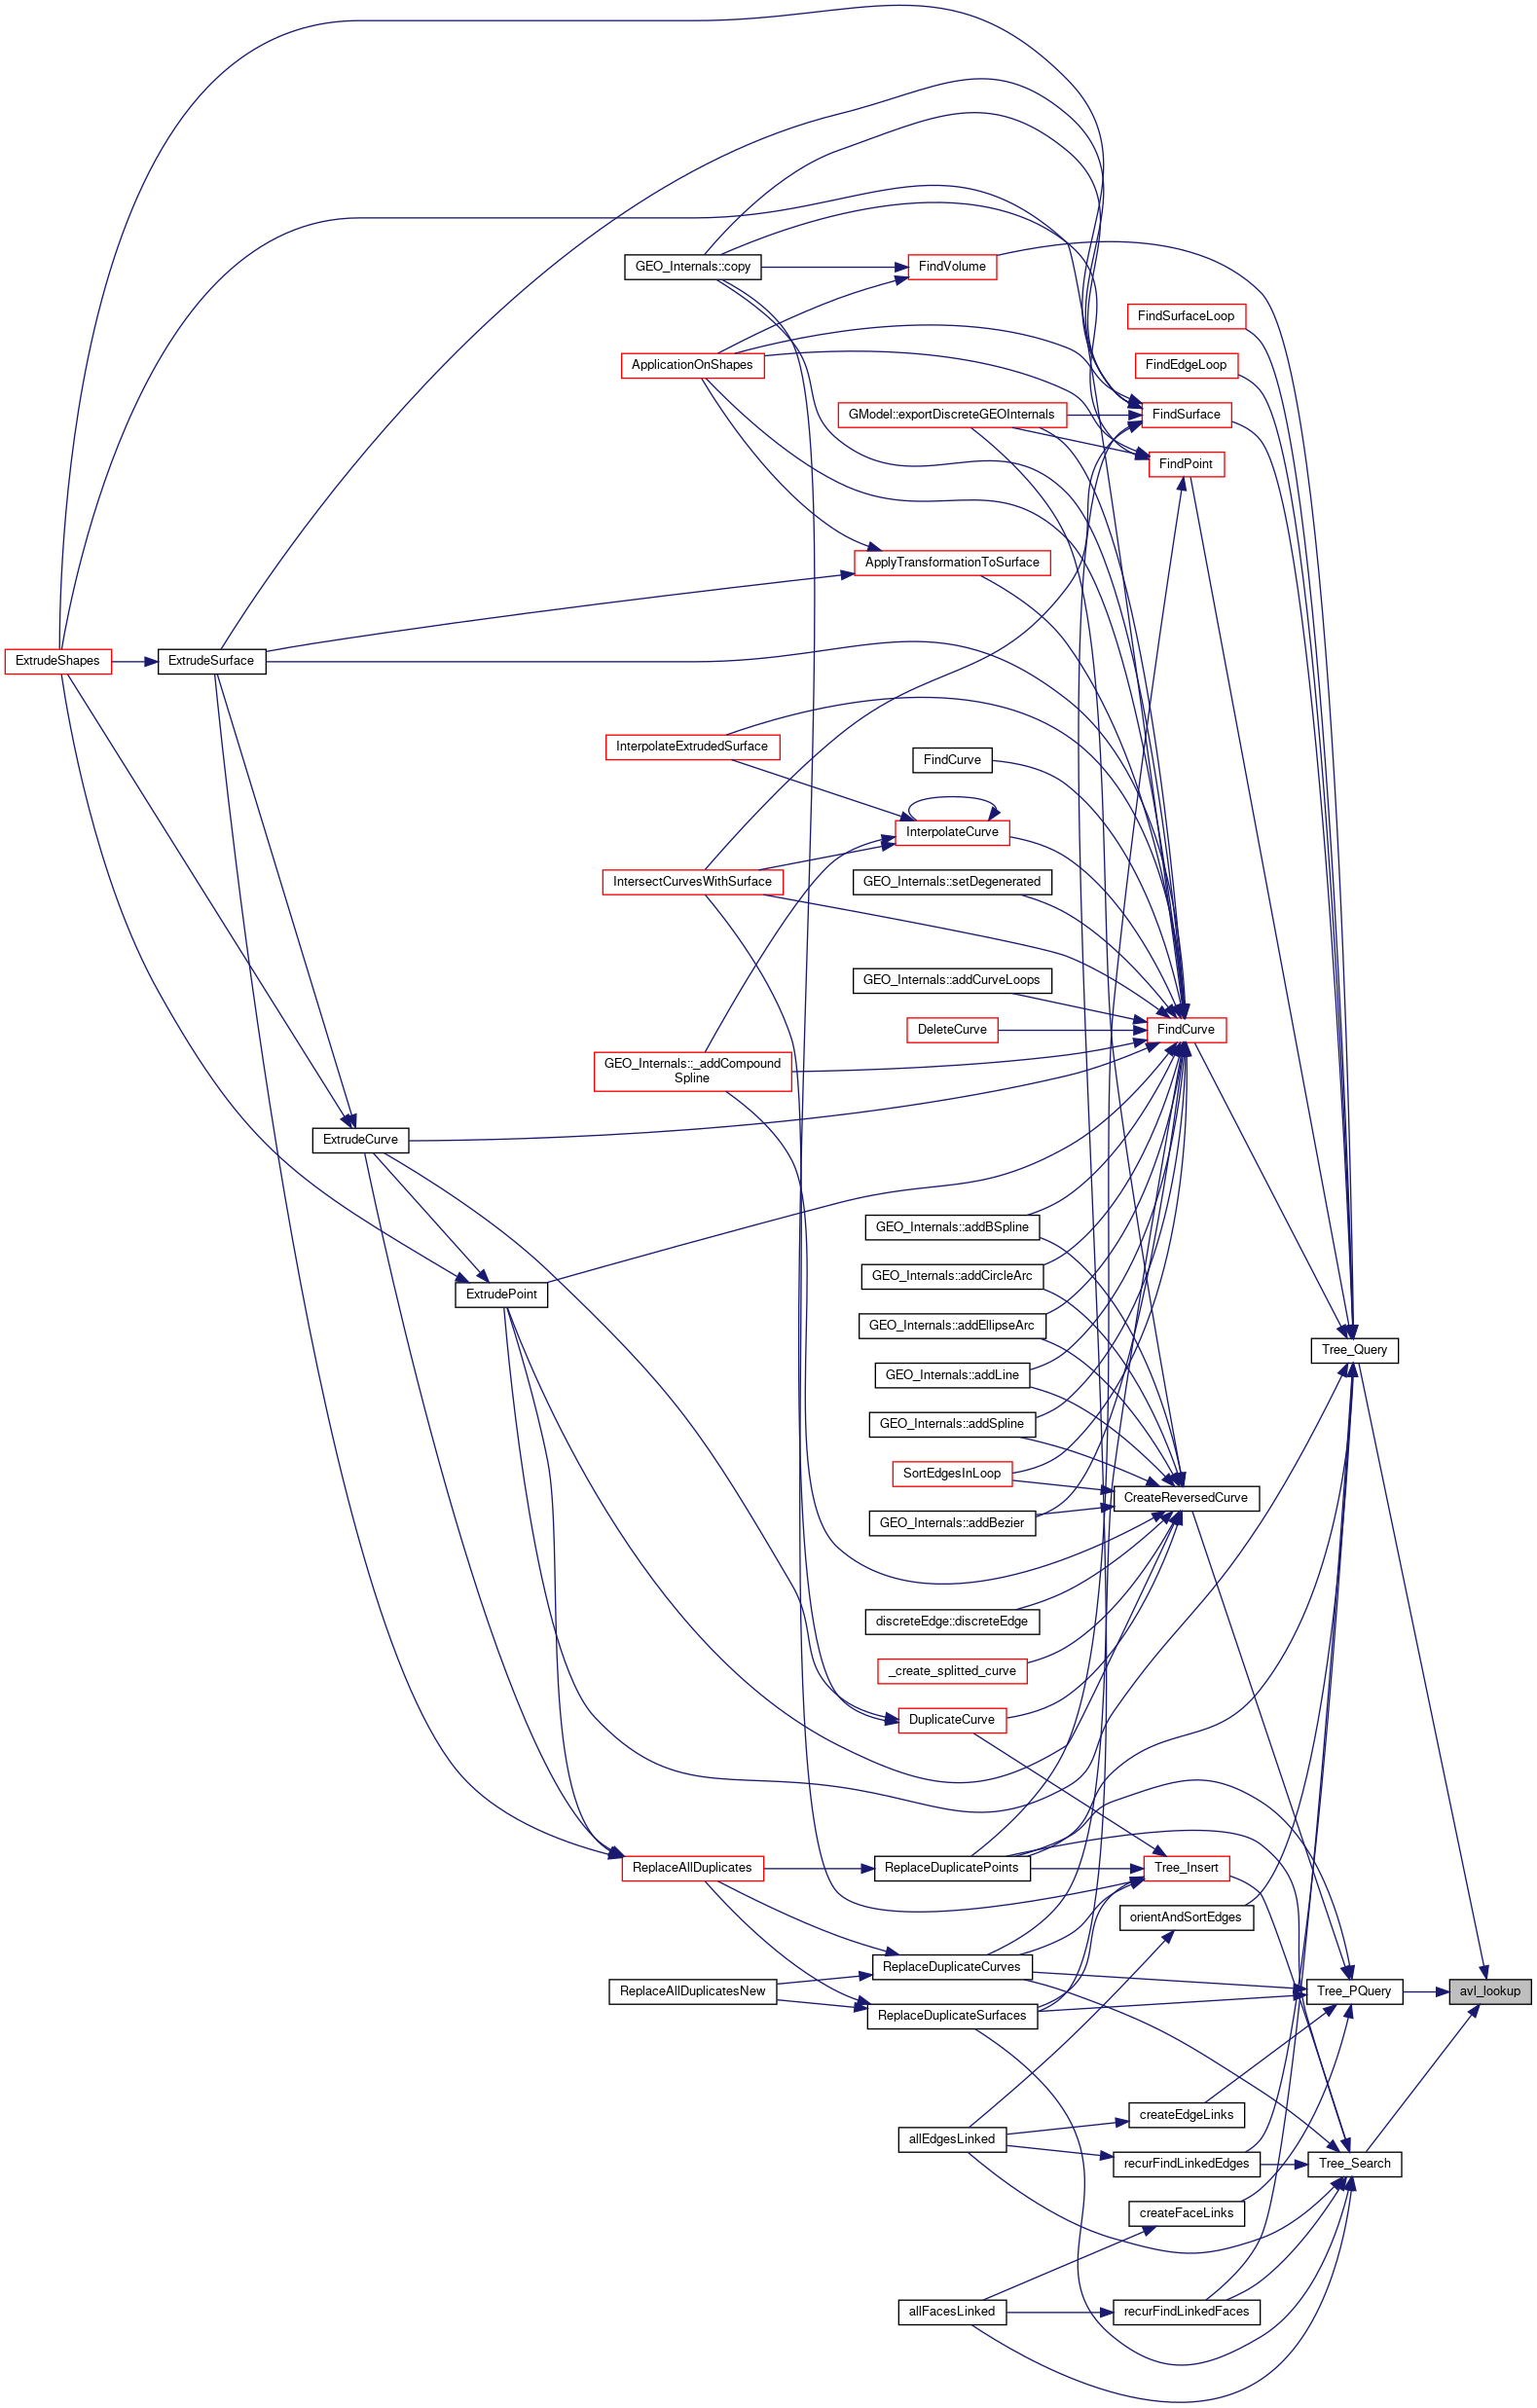 GEO_Internals::copy
FindVolume
FindSurfaceLoop
ApplicationOnShapes
FindEdgeLoop
GModel::exportDiscreteGEOInternals
FindSurface
FindPoint
ApplyTransformationToSurface
ExtrudeShapes
ExtrudeSurface
InterpolateExtrudedSurface
FindCurve
InterpolateCurve
IntersectCurvesWithSurface
GEO_Internals::setDegenerated
GEO_Internals::addCurveLoops
DeleteCurve
FindCurve
GEO_Internals::_addCompound
Spline
ExtrudeCurve
GEO_Internals::addBSpline
GEO_Internals::addCircleArc
ExtrudePoint
GEO_Internals::addEllipseArc
Tree_Query
GEO_Internals::addLine
GEO_Internals::addSpline
SortEdgesInLoop
CreateReversedCurve
GEO_Internals::addBezier
discreteEdge::discreteEdge
_create_splitted_curve
DuplicateCurve
ReplaceAllDuplicates
ReplaceDuplicatePoints
Tree_Insert
orientAndSortEdges
ReplaceDuplicateCurves
ReplaceAllDuplicatesNew
Tree_PQuery
avl_lookup
ReplaceDuplicateSurfaces
createEdgeLinks
allEdgesLinked
recurFindLinkedEdges
Tree_Search
createFaceLinks
allFacesLinked
recurFindLinkedFaces